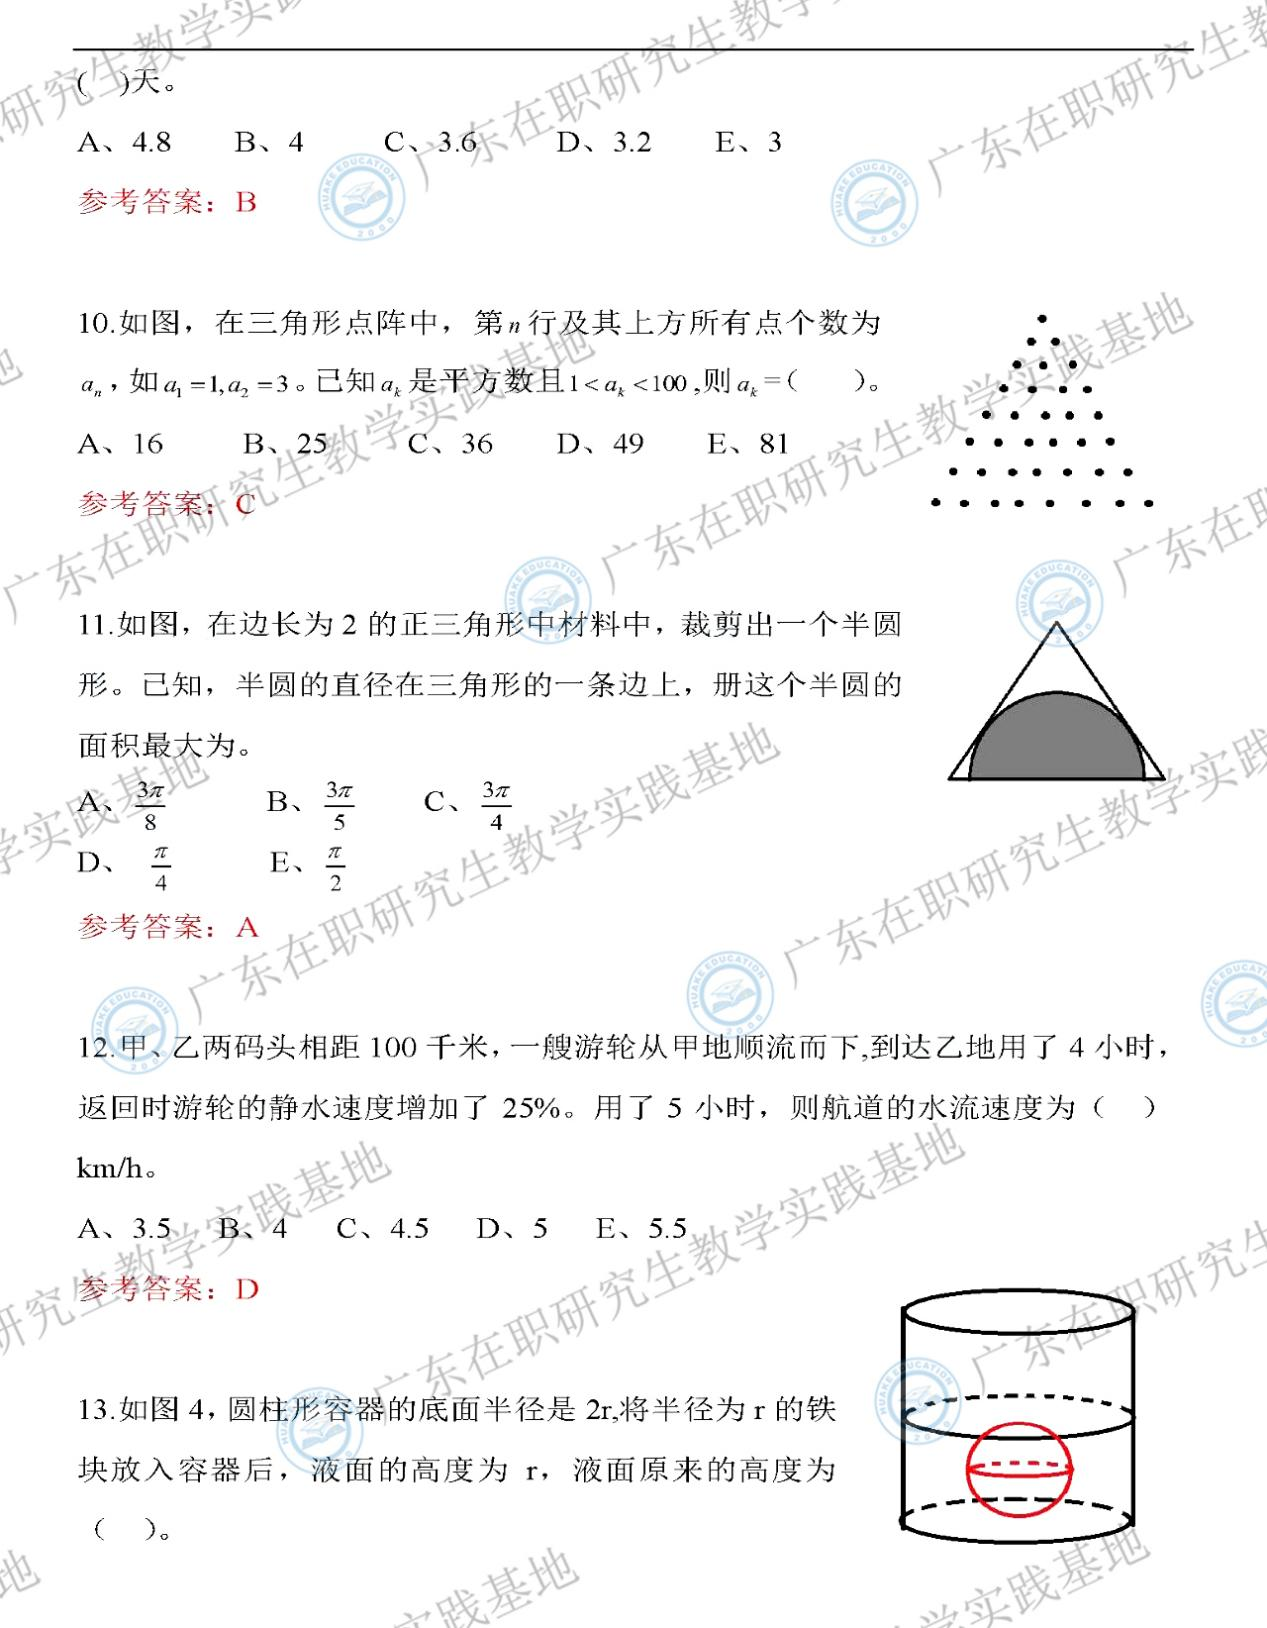 (    )天。
A、4.8    B、4    C、3.6    D、3.2    E、3
参考答案：B
10.如图，在三角形点阵中，第n行及其上方所有点个数为
aₙ，如a₁=1,a₂=3。已知aₖ是平方数且1<aₖ<100,则aₖ=(    )。
A、16    B、25    C、36    D、49    E、81
参考答案：C
11.如图，在边长为2的正三角形中材料中，裁剪出一个半圆
形。已知，半圆的直径在三角形的一条边上，册这个半圆的
面积最大为。
A、3π/8    B、3π/5    C、3π/4
D、π/4    E、π/2
参考答案：A
12.甲、乙两码头相距100千米，一艘游轮从甲地顺流而下,到达乙地用了4小时，
返回时游轮的静水速度增加了25%。用了5小时，则航道的水流速度为（    ）
km/h。
A、3.5    B、4    C、4.5    D、5    E、5.5
参考答案：D
13.如图4，圆柱形容器的底面半径是2r,将半径为r的铁
块放入容器后，液面的高度为r，液面原来的高度为
（    ）。
广东在职研究生教学实践基地
HUAKE EDUCATION
2000